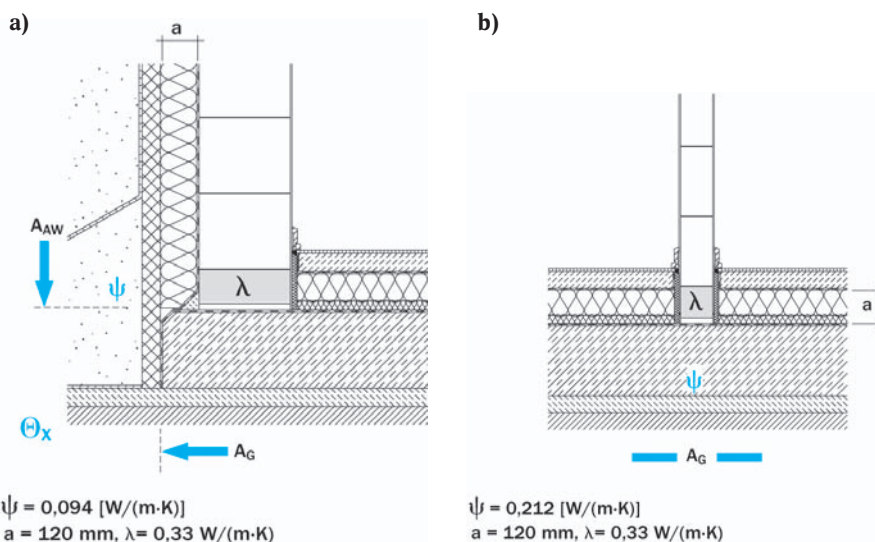 a)
a
A_AW
ψ
λ
Θ_X
A_G
ψ = 0,094 [W/(m·K)]
a = 120 mm, λ= 0,33 W/(m·K)
b)
λ
a
ψ
A_G
ψ = 0,212 [W/(m·K)]
a = 120 mm, λ= 0,33 W/(m·K)